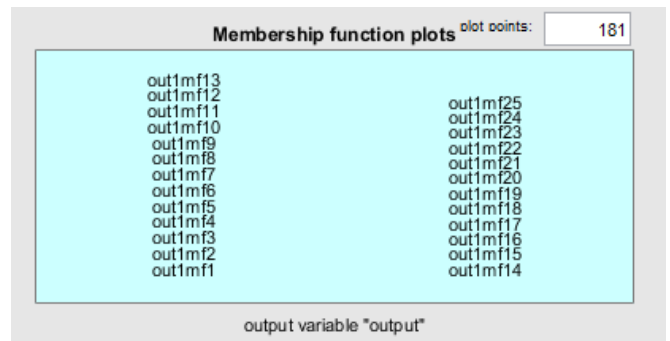 Membership function plots plot points: 181
out1mf13
out1mf12
out1mf11
out1mf10
out1mf9
out1mf8
out1mf7
out1mf6
out1mf5
out1mf4
out1mf3
out1mf2
out1mf1
out1mf25
out1mf24
out1mf23
out1mf22
out1mf21
out1mf20
out1mf19
out1mf18
out1mf17
out1mf16
out1mf15
out1mf14
output variable "output"